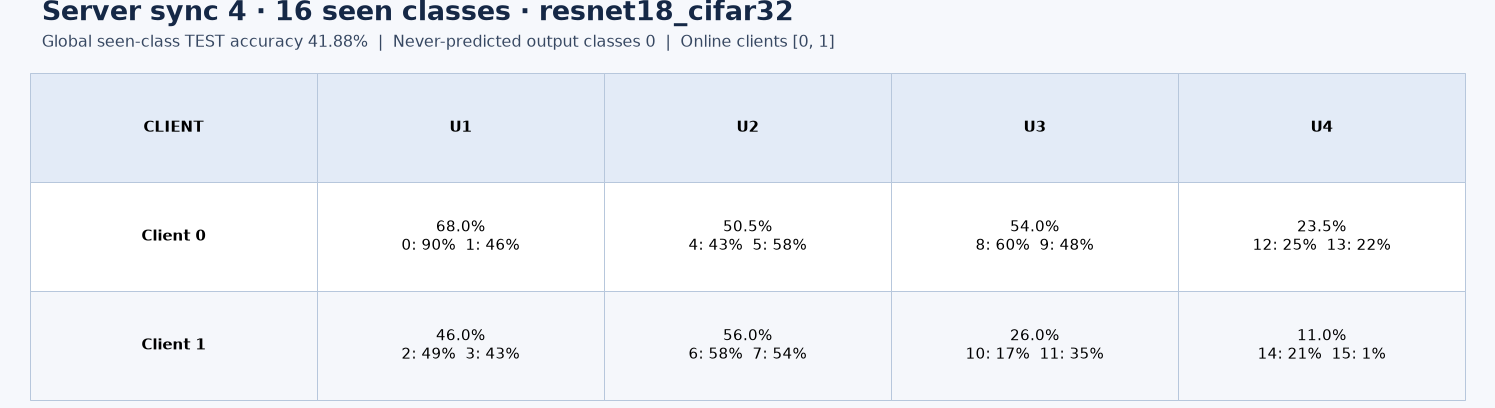 Server sync 4 · 16 seen classes · resnet18_cifar32
Global seen-class TEST accuracy 41.88%  |  Never-predicted output classes 0  |  Online clients [0, 1]
CLIENT U1 U2 U3 U4
Client 0
68.0% 50.5% 54.0% 23.5%
0: 90%  1: 46% 4: 43%  5: 58% 8: 60%  9: 48% 12: 25%  13: 22%
Client 1
46.0% 56.0% 26.0% 11.0%
2: 49%  3: 43% 6: 58%  7: 54% 10: 17%  11: 35% 14: 21%  15: 1%